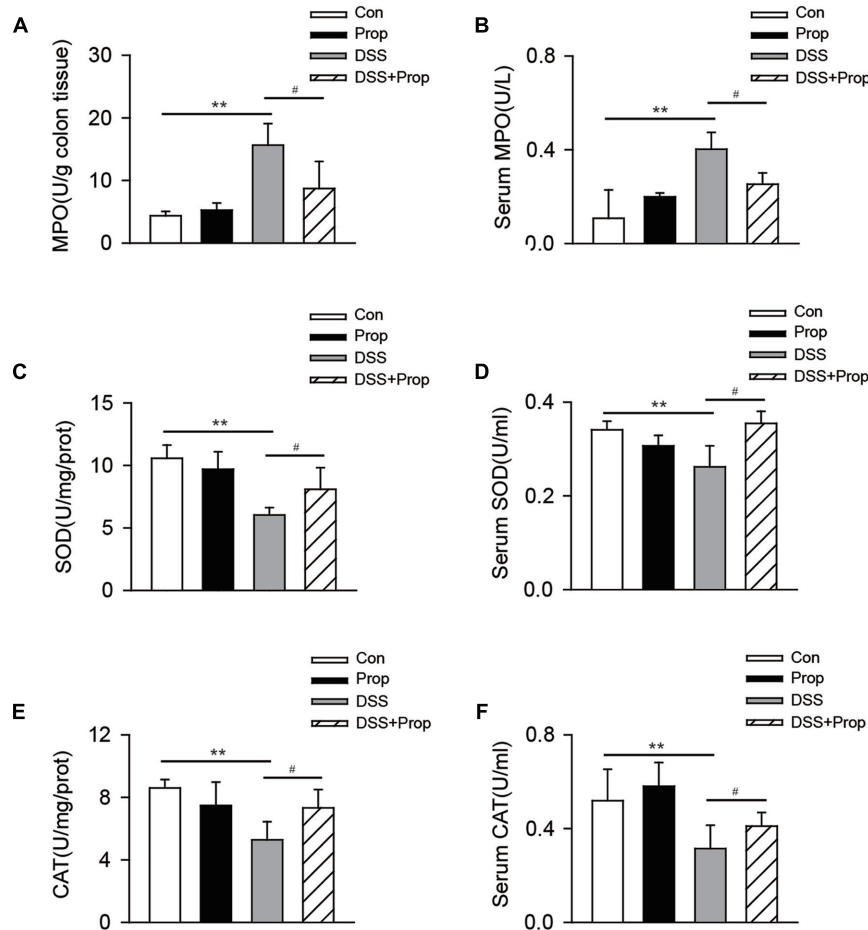 A
Con
Prop
DSS
DSS+Prop
MPO(U/g colon tissue)
30
20
10
0
**
#
B
Con
Prop
DSS
DSS+Prop
Serum MPO(U/L)
0.8
0.4
0.0
**
#
C
Con
Prop
DSS
DSS+Prop
SOD(U/mg/prot)
15
10
5
0
**
#
D
Con
Prop
DSS
DSS+Prop
Serum SOD(U/ml)
0.4
0.2
0.0
**
#
E
Con
Prop
DSS
DSS+Prop
CAT(U/mg/prot)
12
8
4
0
**
#
F
Con
Prop
DSS
DSS+Prop
Serum CAT(U/ml)
0.8
0.4
0.0
**
#